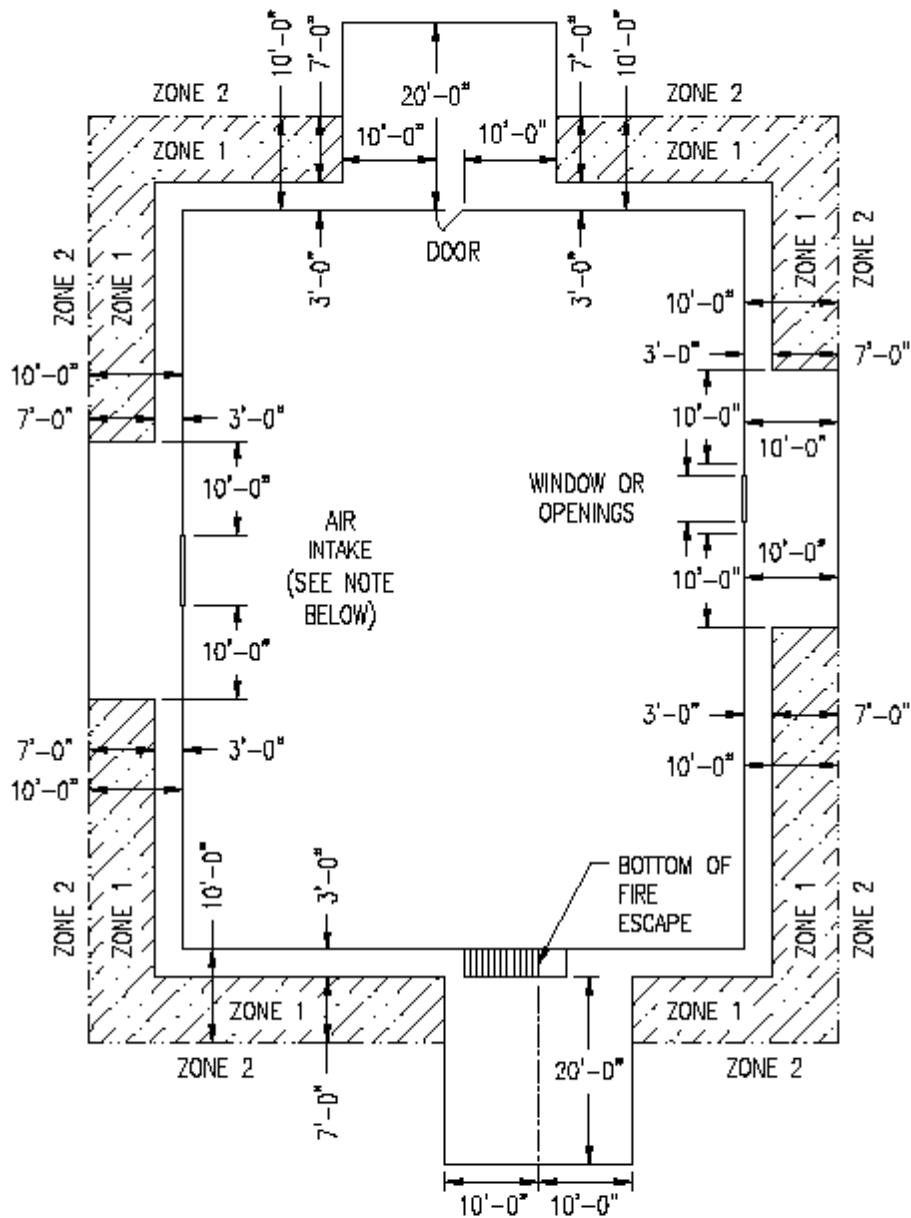 10'-0"
7'-0"
20'-0"
7'-0"
10'-0"
ZONE 2
ZONE 2
10'-0"
10'-0"
ZONE 1
ZONE 1
DOOR
3'-0"
3'-0"
ZONE 2
ZONE 1
ZONE 1
ZONE 2
10'-0"
10'-0"
3'-0"
7'-0"
7'-0"
3'-0"
10'-0"
10'-0"
10'-0"
WINDOW OR
OPENINGS
AIR
INTAKE
(SEE NOTE
BELOW)
10'-0"
10'-0"
10'-0"
3'-0"
7'-0"
7'-0"
3'-0"
10'-0"
10'-0"
10'-0"
3'-0"
BOTTOM OF
FIRE
ESCAPE
ZONE 2
ZONE 1
ZONE 1
ZONE 2
ZONE 1
ZONE 1
ZONE 2
ZONE 2
7'-0"
20'-0"
10'-0"
10'-0"